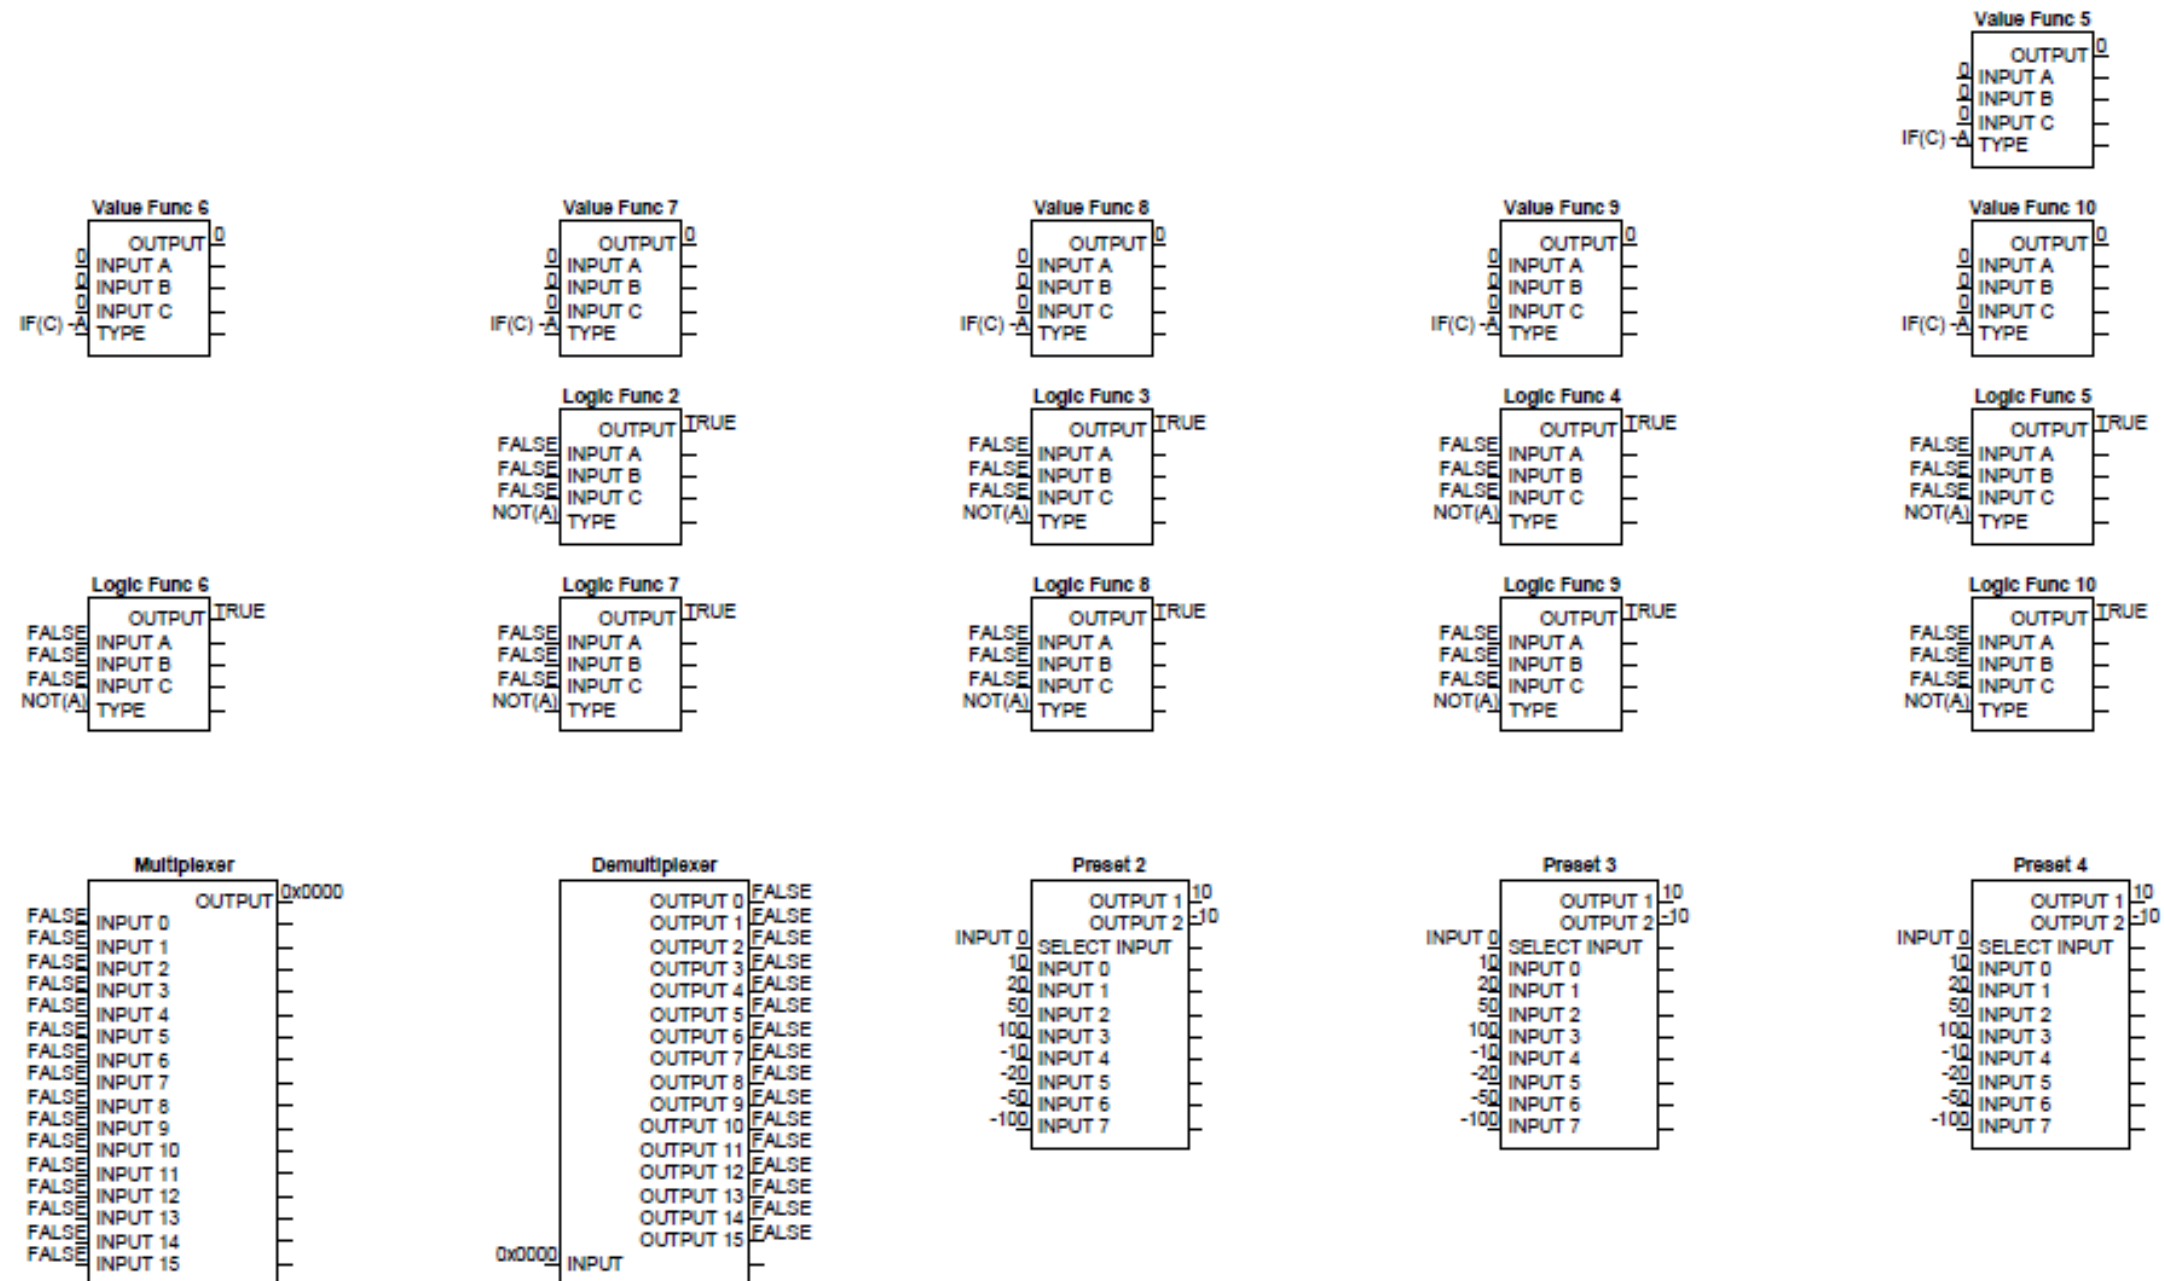 Value Func 5
OUTPUT 0
0 INPUT A
0 INPUT B
0 INPUT C
IF(C) -A TYPE
Value Func 6
OUTPUT 0
0 INPUT A
0 INPUT B
0 INPUT C
IF(C) -A TYPE
Value Func 7
OUTPUT 0
0 INPUT A
0 INPUT B
0 INPUT C
IF(C) -A TYPE
Value Func 8
OUTPUT 0
0 INPUT A
0 INPUT B
0 INPUT C
IF(C) -A TYPE
Value Func 9
OUTPUT 0
0 INPUT A
0 INPUT B
0 INPUT C
IF(C) -A TYPE
Value Func 10
OUTPUT 0
0 INPUT A
0 INPUT B
0 INPUT C
IF(C) -A TYPE
Logic Func 2
OUTPUT TRUE
FALSE INPUT A
FALSE INPUT B
FALSE INPUT C
NOT(A) TYPE
Logic Func 3
OUTPUT TRUE
FALSE INPUT A
FALSE INPUT B
FALSE INPUT C
NOT(A) TYPE
Logic Func 4
OUTPUT TRUE
FALSE INPUT A
FALSE INPUT B
FALSE INPUT C
NOT(A) TYPE
Logic Func 5
OUTPUT TRUE
FALSE INPUT A
FALSE INPUT B
FALSE INPUT C
NOT(A) TYPE
Logic Func 6
OUTPUT TRUE
FALSE INPUT A
FALSE INPUT B
FALSE INPUT C
NOT(A) TYPE
Logic Func 7
OUTPUT TRUE
FALSE INPUT A
FALSE INPUT B
FALSE INPUT C
NOT(A) TYPE
Logic Func 8
OUTPUT TRUE
FALSE INPUT A
FALSE INPUT B
FALSE INPUT C
NOT(A) TYPE
Logic Func 9
OUTPUT TRUE
FALSE INPUT A
FALSE INPUT B
FALSE INPUT C
NOT(A) TYPE
Logic Func 10
OUTPUT TRUE
FALSE INPUT A
FALSE INPUT B
FALSE INPUT C
NOT(A) TYPE
Multiplexer
OUTPUT 0x0000
FALSE INPUT 0
FALSE INPUT 1
FALSE INPUT 2
FALSE INPUT 3
FALSE INPUT 4
FALSE INPUT 5
FALSE INPUT 6
FALSE INPUT 7
FALSE INPUT 8
FALSE INPUT 9
FALSE INPUT 10
FALSE INPUT 11
FALSE INPUT 12
FALSE INPUT 13
FALSE INPUT 14
FALSE INPUT 15
Demultiplexer
OUTPUT 0 FALSE
OUTPUT 1 FALSE
OUTPUT 2 FALSE
OUTPUT 3 FALSE
OUTPUT 4 FALSE
OUTPUT 5 FALSE
OUTPUT 6 FALSE
OUTPUT 7 FALSE
OUTPUT 8 FALSE
OUTPUT 9 FALSE
OUTPUT 10 FALSE
OUTPUT 11 FALSE
OUTPUT 12 FALSE
OUTPUT 13 FALSE
OUTPUT 14 FALSE
OUTPUT 15 FALSE
0x0000 INPUT
Preset 2
OUTPUT 1 10
OUTPUT 2 -10
INPUT 0 SELECT INPUT
10 INPUT 0
20 INPUT 1
50 INPUT 2
100 INPUT 3
-10 INPUT 4
-20 INPUT 5
-50 INPUT 6
-100 INPUT 7
Preset 3
OUTPUT 1 10
OUTPUT 2 -10
INPUT 0 SELECT INPUT
10 INPUT 0
20 INPUT 1
50 INPUT 2
100 INPUT 3
-10 INPUT 4
-20 INPUT 5
-50 INPUT 6
-100 INPUT 7
Preset 4
OUTPUT 1 10
OUTPUT 2 -10
INPUT 0 SELECT INPUT
10 INPUT 0
20 INPUT 1
50 INPUT 2
100 INPUT 3
-10 INPUT 4
-20 INPUT 5
-50 INPUT 6
-100 INPUT 7